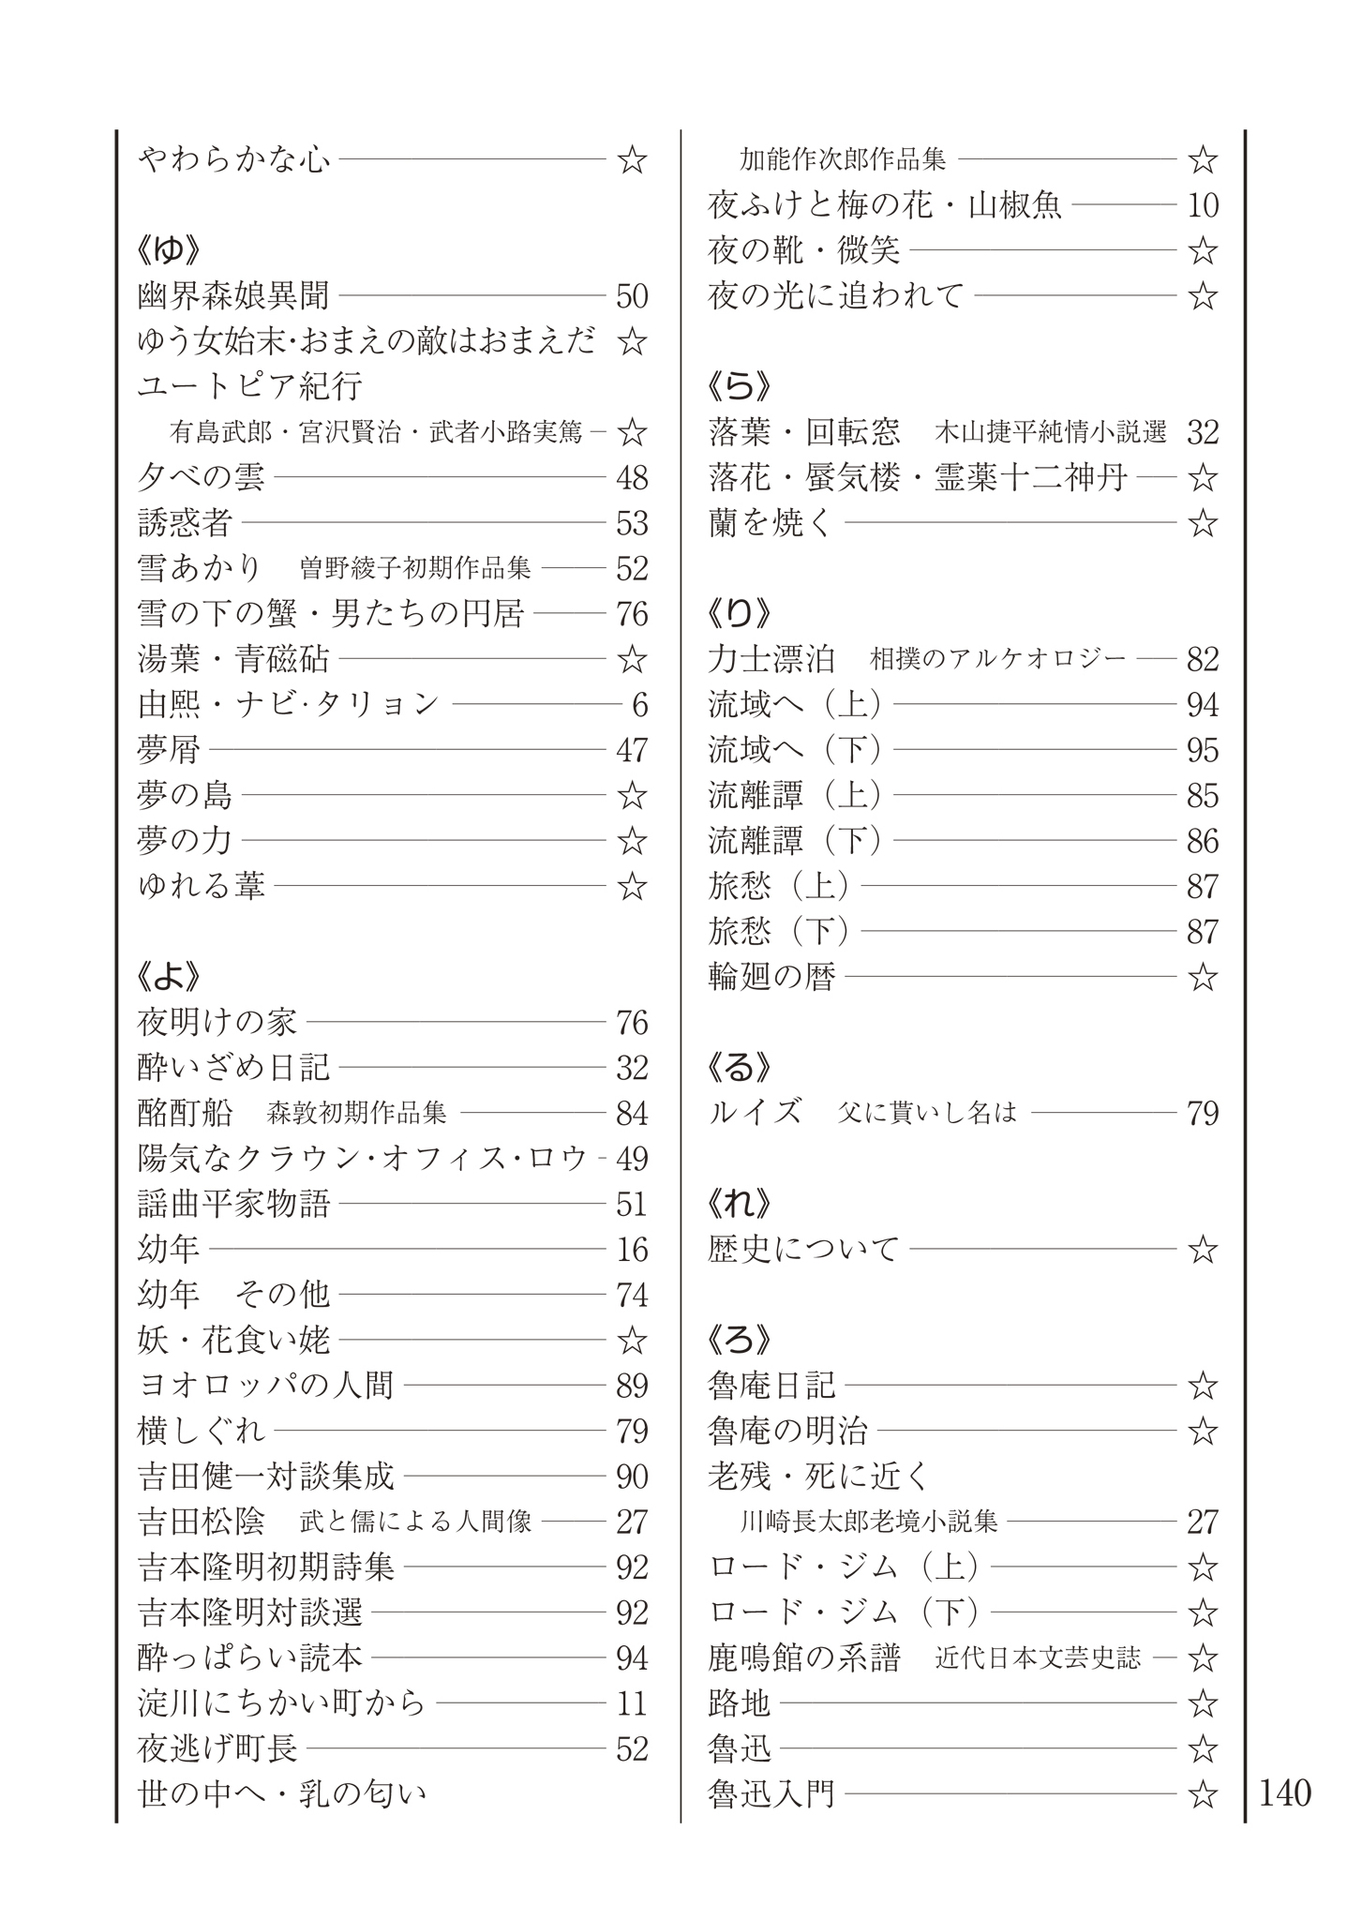 やわらかな心 ☆
《ゆ》
幽界森娘異聞 50
ゆう女始末・おまえの敵はおまえだ ☆
ユートピア紀行
有島武郎・宮沢賢治・武者小路実篤 ☆
夕べの雲 48
誘惑者 53
雪あかり 曽野綾子初期作品集 52
雪の下の蟹・男たちの円居 76
湯葉・青磁砧 ☆
由熙・ナビ・タリョン 6
夢屑 47
夢の島 ☆
夢の力 ☆
ゆれる葦 ☆
《よ》
夜明けの家 76
酔いざめ日記 32
酩酊船 森敦初期作品集 84
陽気なクラウン・オフィス・ロウ 49
謡曲平家物語 51
幼年 16
幼年 その他 74
妖・花食い姥 ☆
ヨオロッパの人間 89
横しぐれ 79
吉田健一対談集成 90
吉田松陰 武と儒による人間像 27
吉本隆明初期詩集 92
吉本隆明対談選 92
酔っぱらい読本 94
淀川にちかい町から 11
夜逃げ町長 52
世の中へ・乳の匂い
加能作次郎作品集 ☆
夜ふけと梅の花・山椒魚 10
夜の靴・微笑 ☆
夜の光に追われて ☆
《ら》
落葉・回転窓 木山捷平純情小説選 32
落花・蜃気楼・霊薬十二神丹 ☆
蘭を焼く ☆
《り》
力士漂泊 相撲のアルケオロジー 82
流域へ（上） 94
流域へ（下） 95
流離譚（上） 85
流離譚（下） 86
旅愁（上） 87
旅愁（下） 87
輪廻の暦 ☆
《る》
ルイズ 父に貰いし名は 79
《れ》
歴史について ☆
《ろ》
魯庵日記 ☆
魯庵の明治 ☆
老残・死に近く
川崎長太郎老境小説集 27
ロード・ジム（上） ☆
ロード・ジム（下） ☆
鹿鳴館の系譜 近代日本文芸史誌 ☆
路地 ☆
魯迅 ☆
魯迅入門 ☆
140